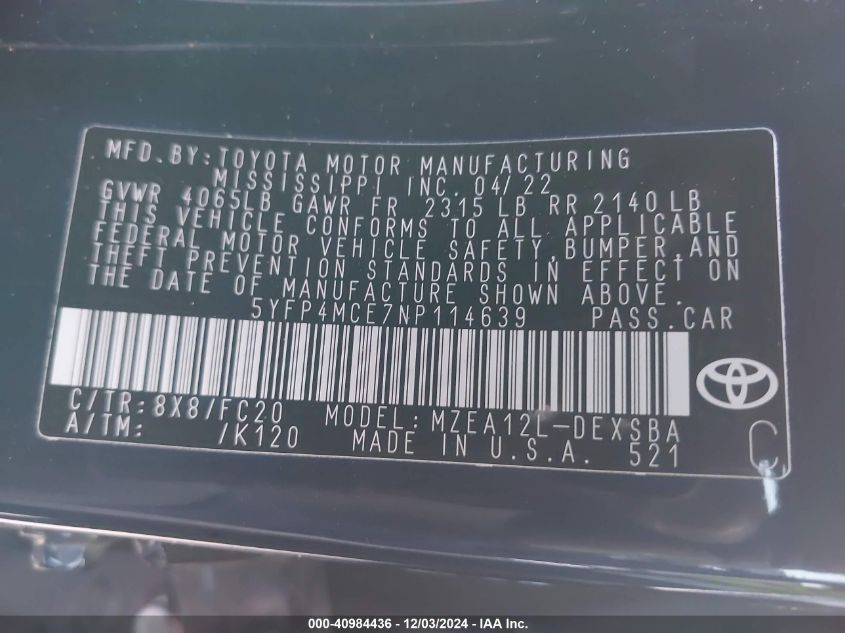 MFD. BY: TOYOTA MOTOR MANUFACTURING
MISSISSIPPI INC. 04/22
GVWR 4065LB GAWR FR 2315 LB RR 2140 LB
THIS VEHICLE CONFORMS TO ALL APPLICABLE
FEDERAL MOTOR VEHICLE SAFETY, BUMPER, AND
THEFT PREVENTION STANDARDS IN EFFECT ON
THE DATE OF MANUFACTURE SHOWN ABOVE.
5YFP4MCE7NP114639 PASS. CAR
C/TR: 8X8/FC20 MODEL: MZEA12L-DEXSBA
A/TM: /K120 MADE IN U.S.A. 521 C
000-40984436 - 12/03/2024 - IAA Inc.